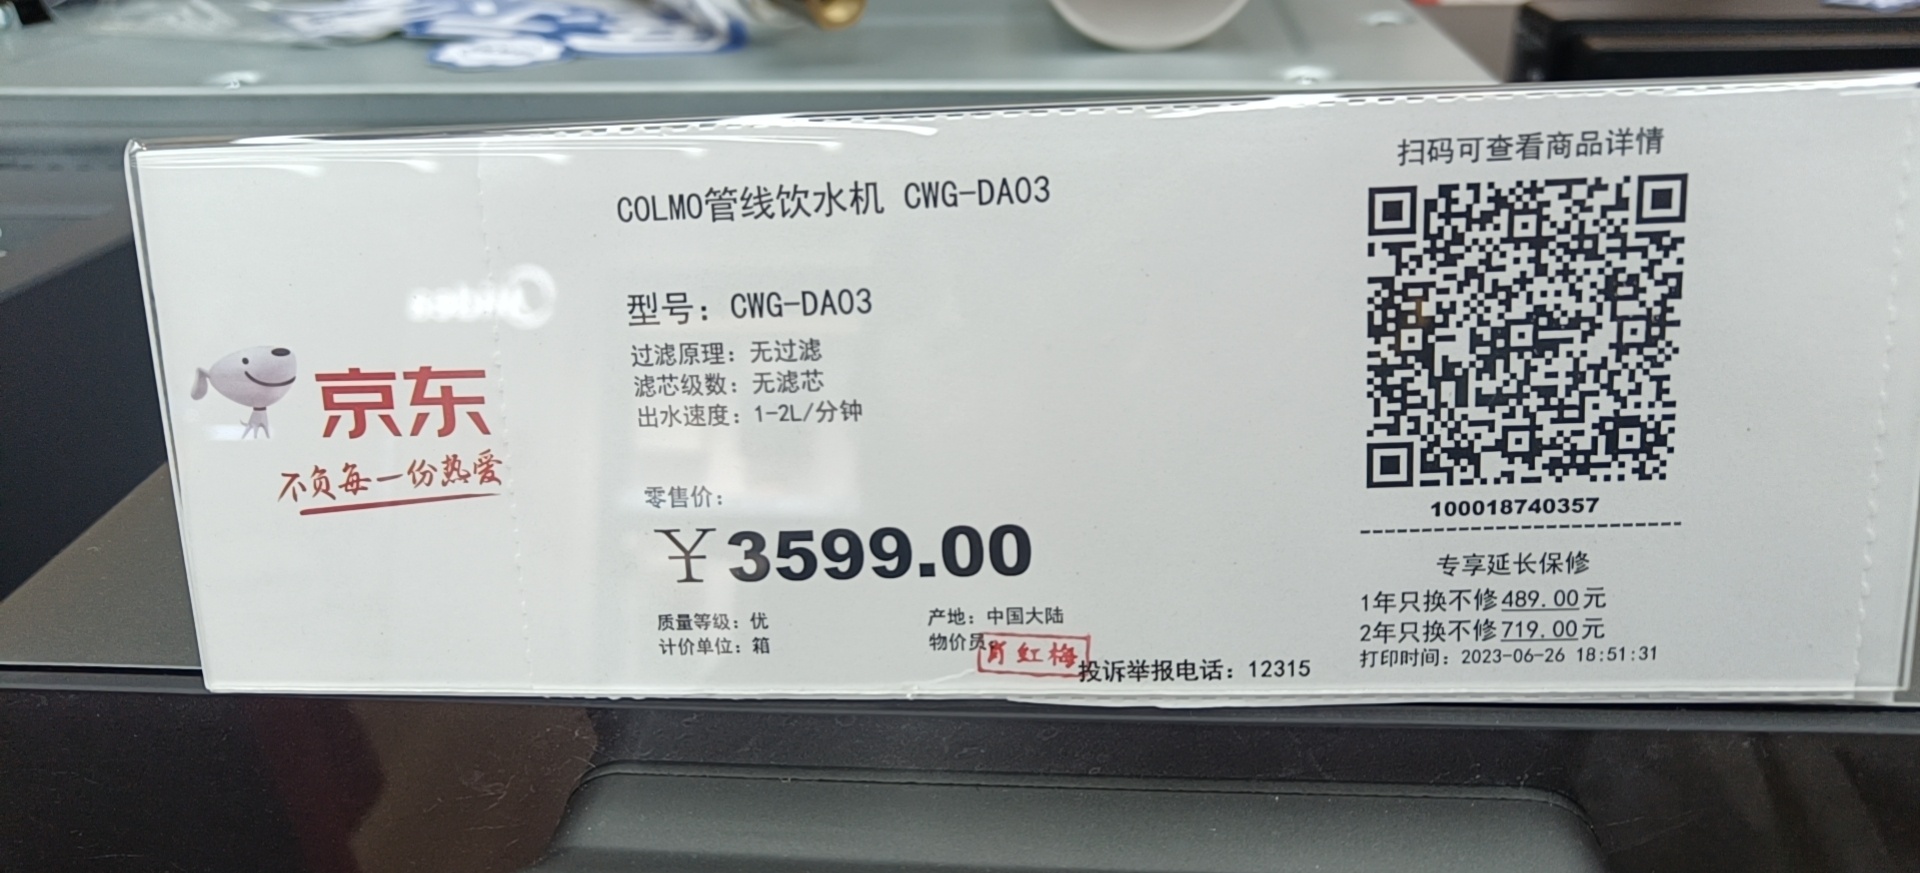 京东
不负每一份热爱
COLMO管线饮水机 CWG-DA03
型号：CWG-DA03
过滤原理：无过滤
滤芯级数：无滤芯
出水速度：1-2L/分钟
零售价：
￥3599.00
质量等级：优
产地：中国大陆
计价单位：箱
物价员：
肖虹梅
投诉举报电话：12315
扫码可查看商品详情
100018740357
专享延长保修
1年只换不修489.00元
2年只换不修719.00元
打印时间：2023-06-26 18:51:31